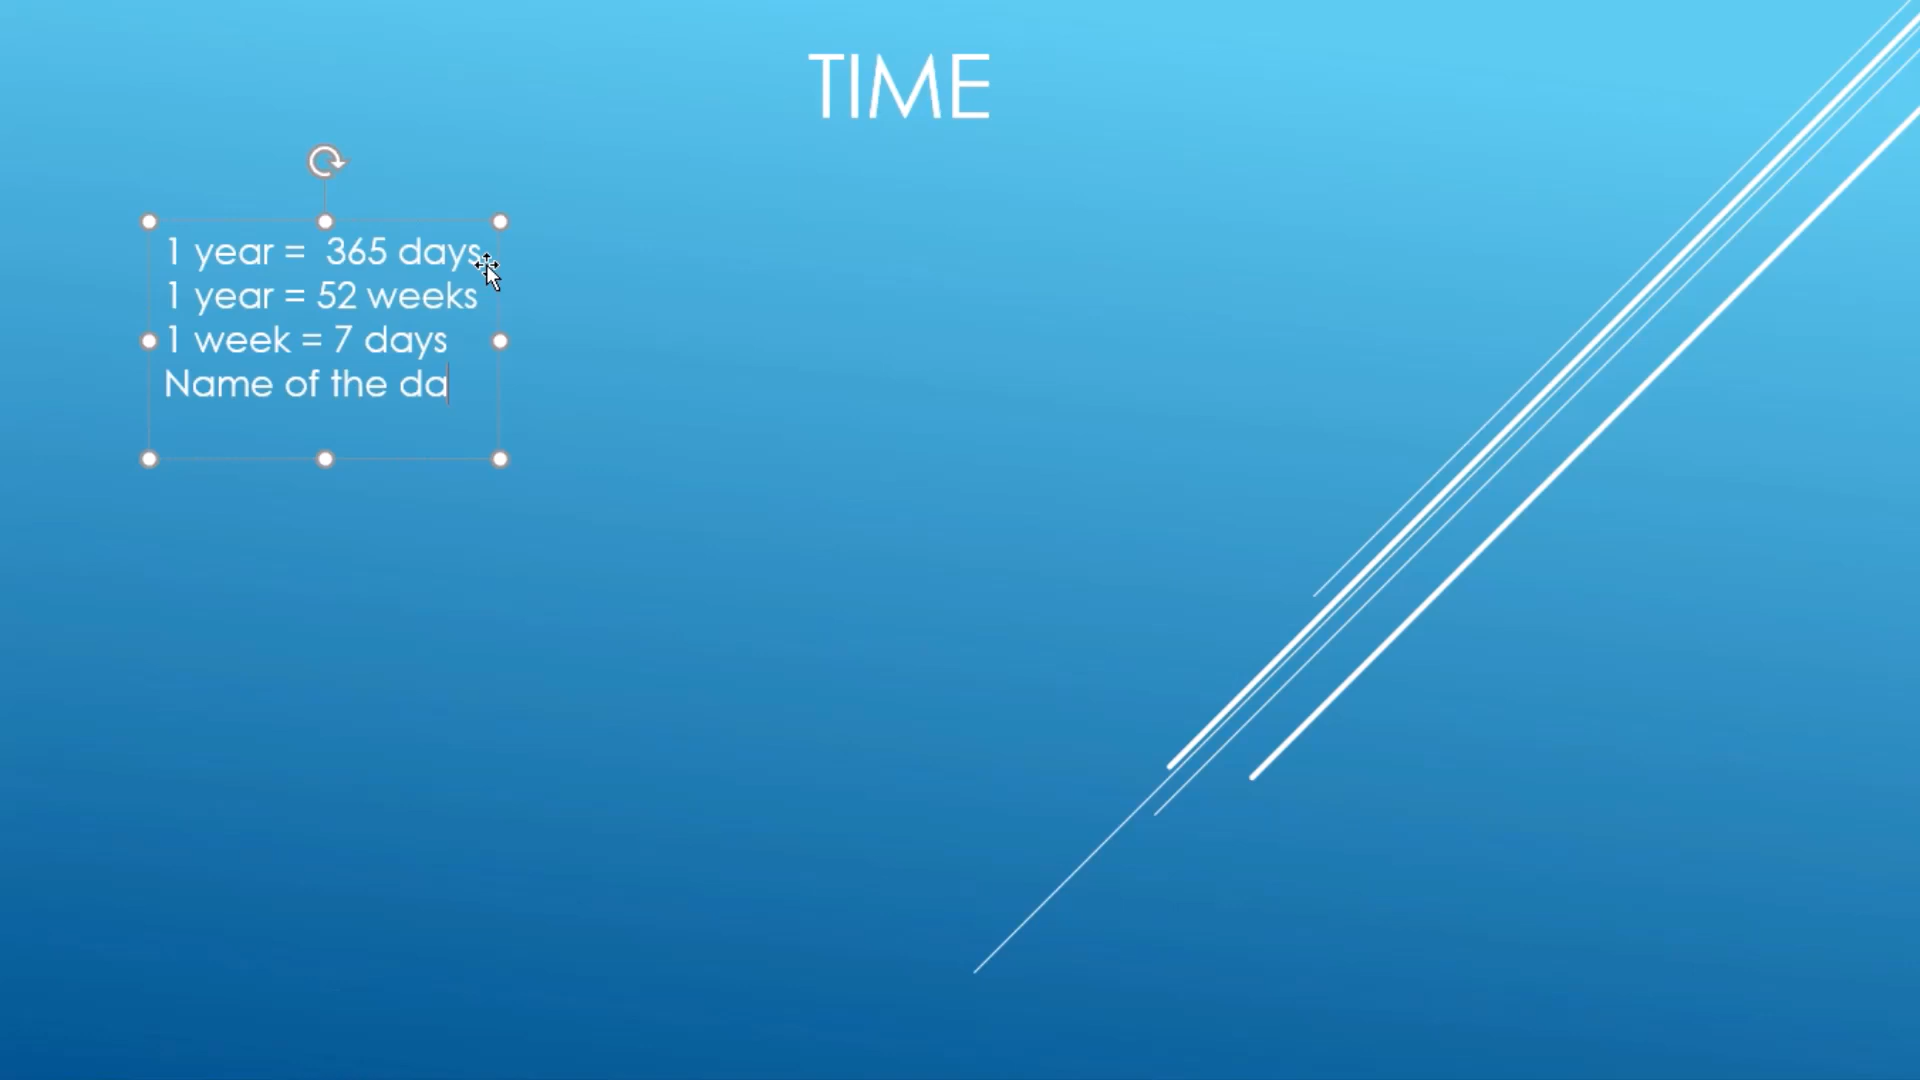 TIME
1 year =  365 days
1 year = 52 weeks
1 week = 7 days
Name of the da